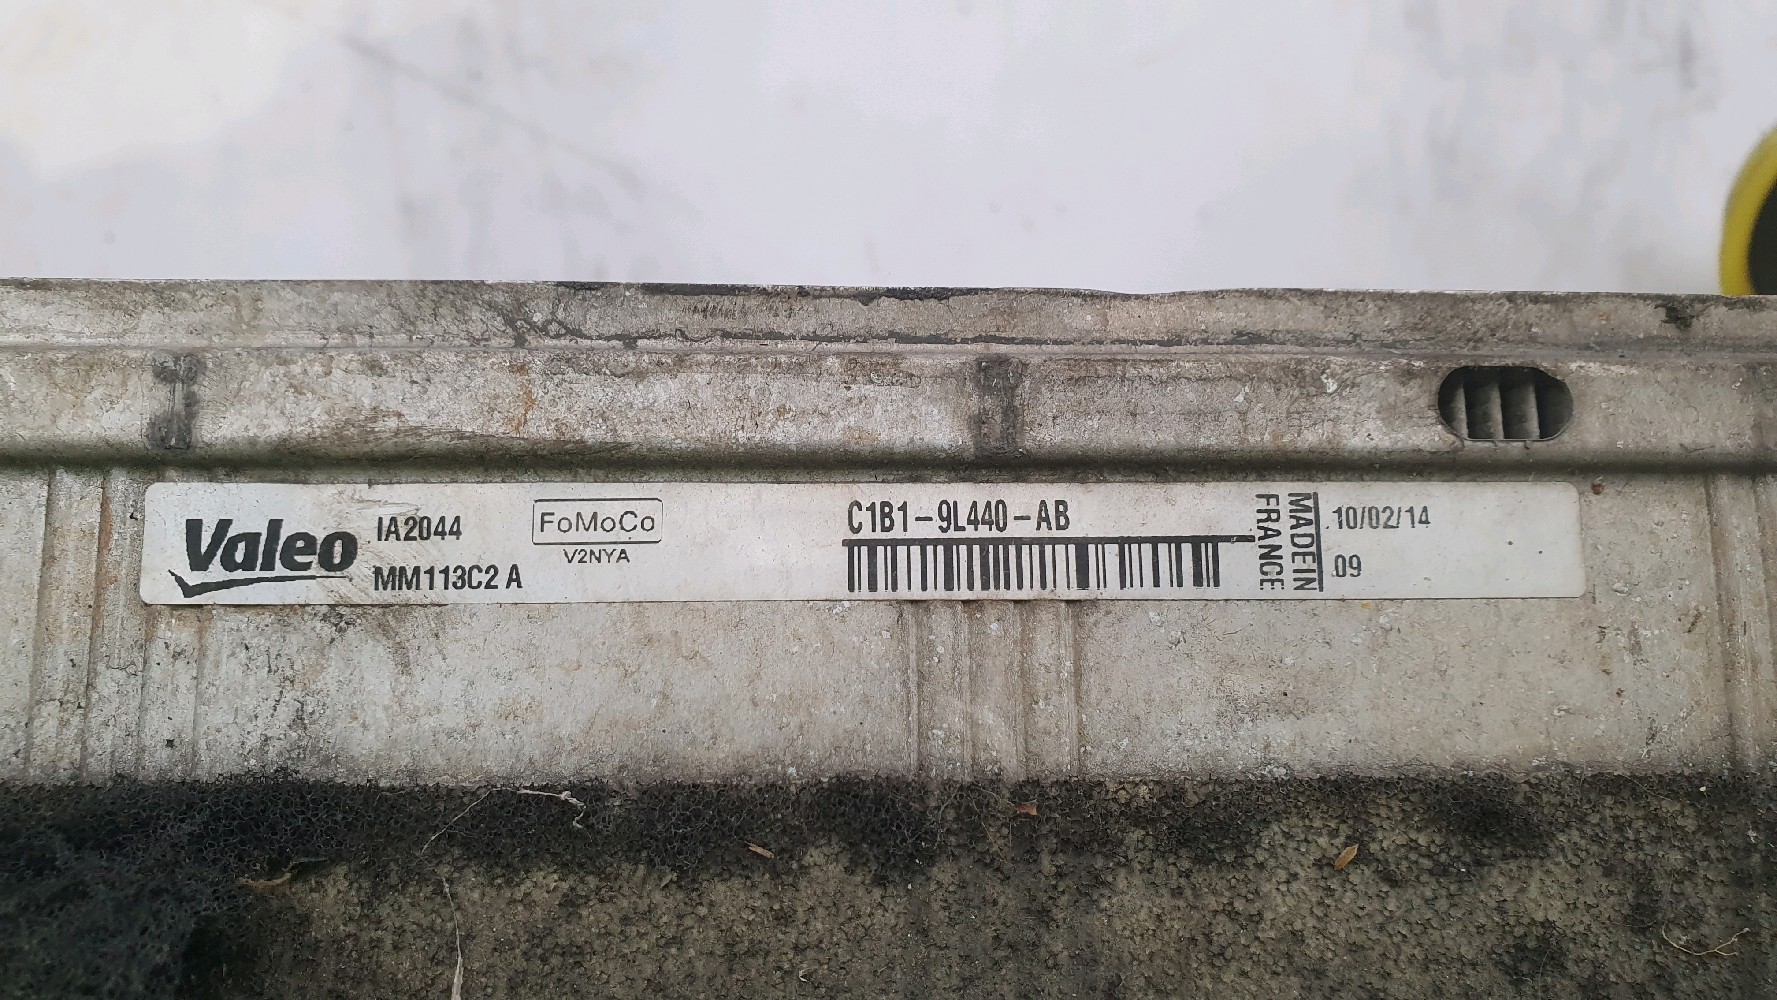 Valeo
IA2044
MM113C2 A
FoMoCo
V2NYA
C1B1-9L440-AB
MADE IN
FRANCE
10/02/14
09